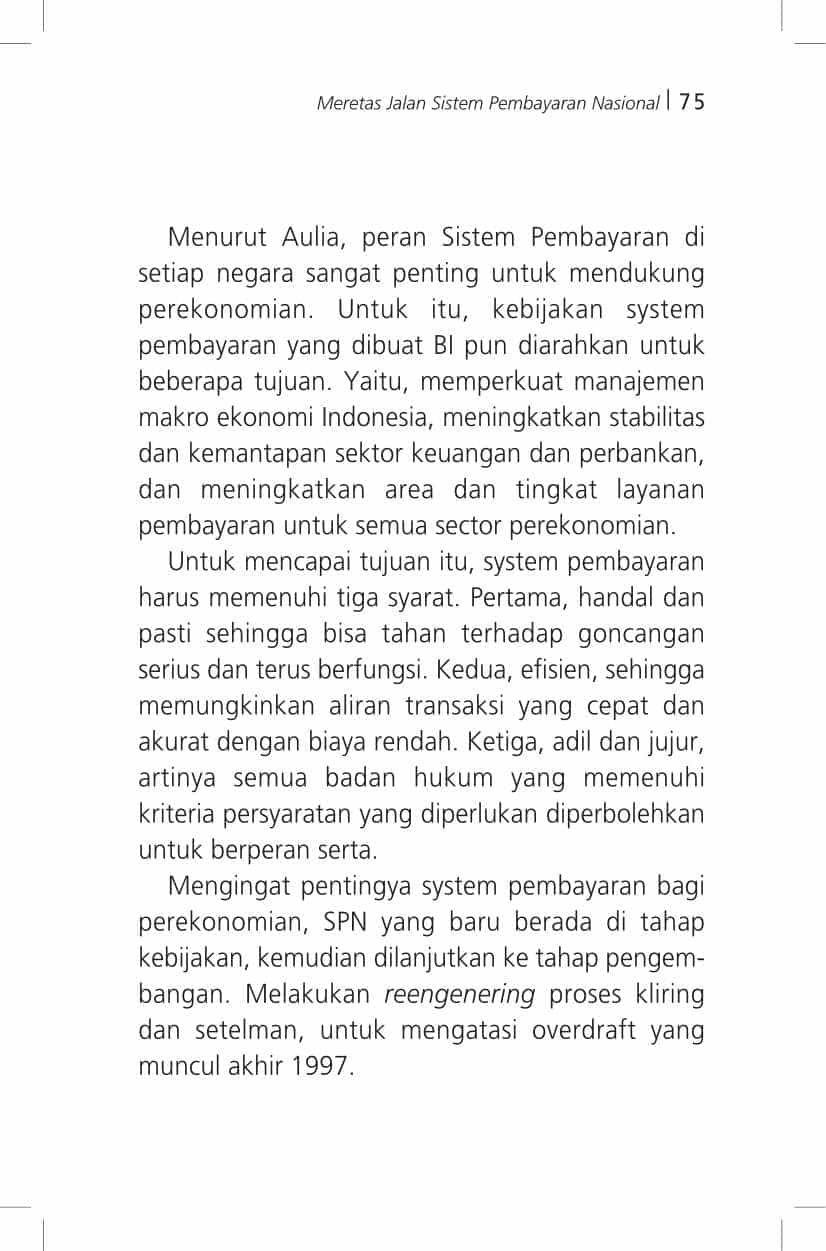 Meretas Jalan Sistem Pembayaran Nasional | 75
Menurut Aulia, peran Sistem Pembayaran di
setiap negara sangat penting untuk mendukung
perekonomian. Untuk itu, kebijakan system
pembayaran yang dibuat BI pun diarahkan untuk
beberapa tujuan. Yaitu, memperkuat manajemen
makro ekonomi Indonesia, meningkatkan stabilitas
dan kemantapan sektor keuangan dan perbankan,
dan meningkatkan area dan tingkat layanan
pembayaran untuk semua sector perekonomian.
Untuk mencapai tujuan itu, system pembayaran
harus memenuhi tiga syarat. Pertama, handal dan
pasti sehingga bisa tahan terhadap goncangan
serius dan terus berfungsi. Kedua, efisien, sehingga
memungkinkan aliran transaksi yang cepat dan
akurat dengan biaya rendah. Ketiga, adil dan jujur,
artinya semua badan hukum yang memenuhi
kriteria persyaratan yang diperlukan diperbolehkan
untuk berperan serta.
Mengingat pentingya system pembayaran bagi
perekonomian, SPN yang baru berada di tahap
kebijakan, kemudian dilanjutkan ke tahap pengem-
bangan. Melakukan reengenering proses kliring
dan setelman, untuk mengatasi overdraft yang
muncul akhir 1997.